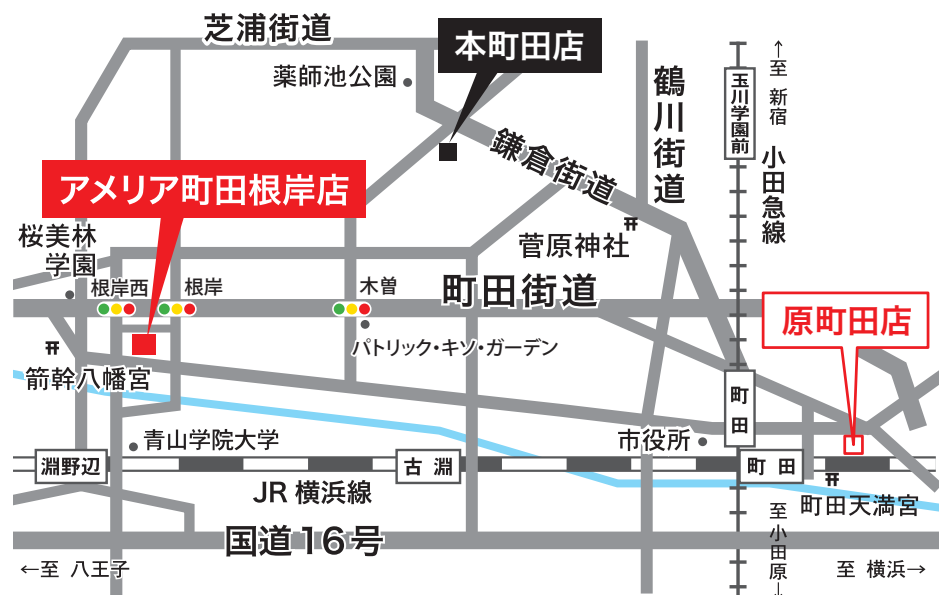 芝浦街道
本町田店
薬師池公園
鶴川街道
玉川学園前
↑至 新宿
小田急線
鎌倉街道
アメリア町田根岸店
菅原神社
桜美林
学園
根岸西
根岸
木曽
町田街道
原町田店
パトリック・キソ・ガーデン
箭幹八幡宮
町田
青山学院大学
市役所
淵野辺
古淵
町田
JR横浜線
町田天満宮
国道16号
至 小田原→
←至 八王子
至 横浜→